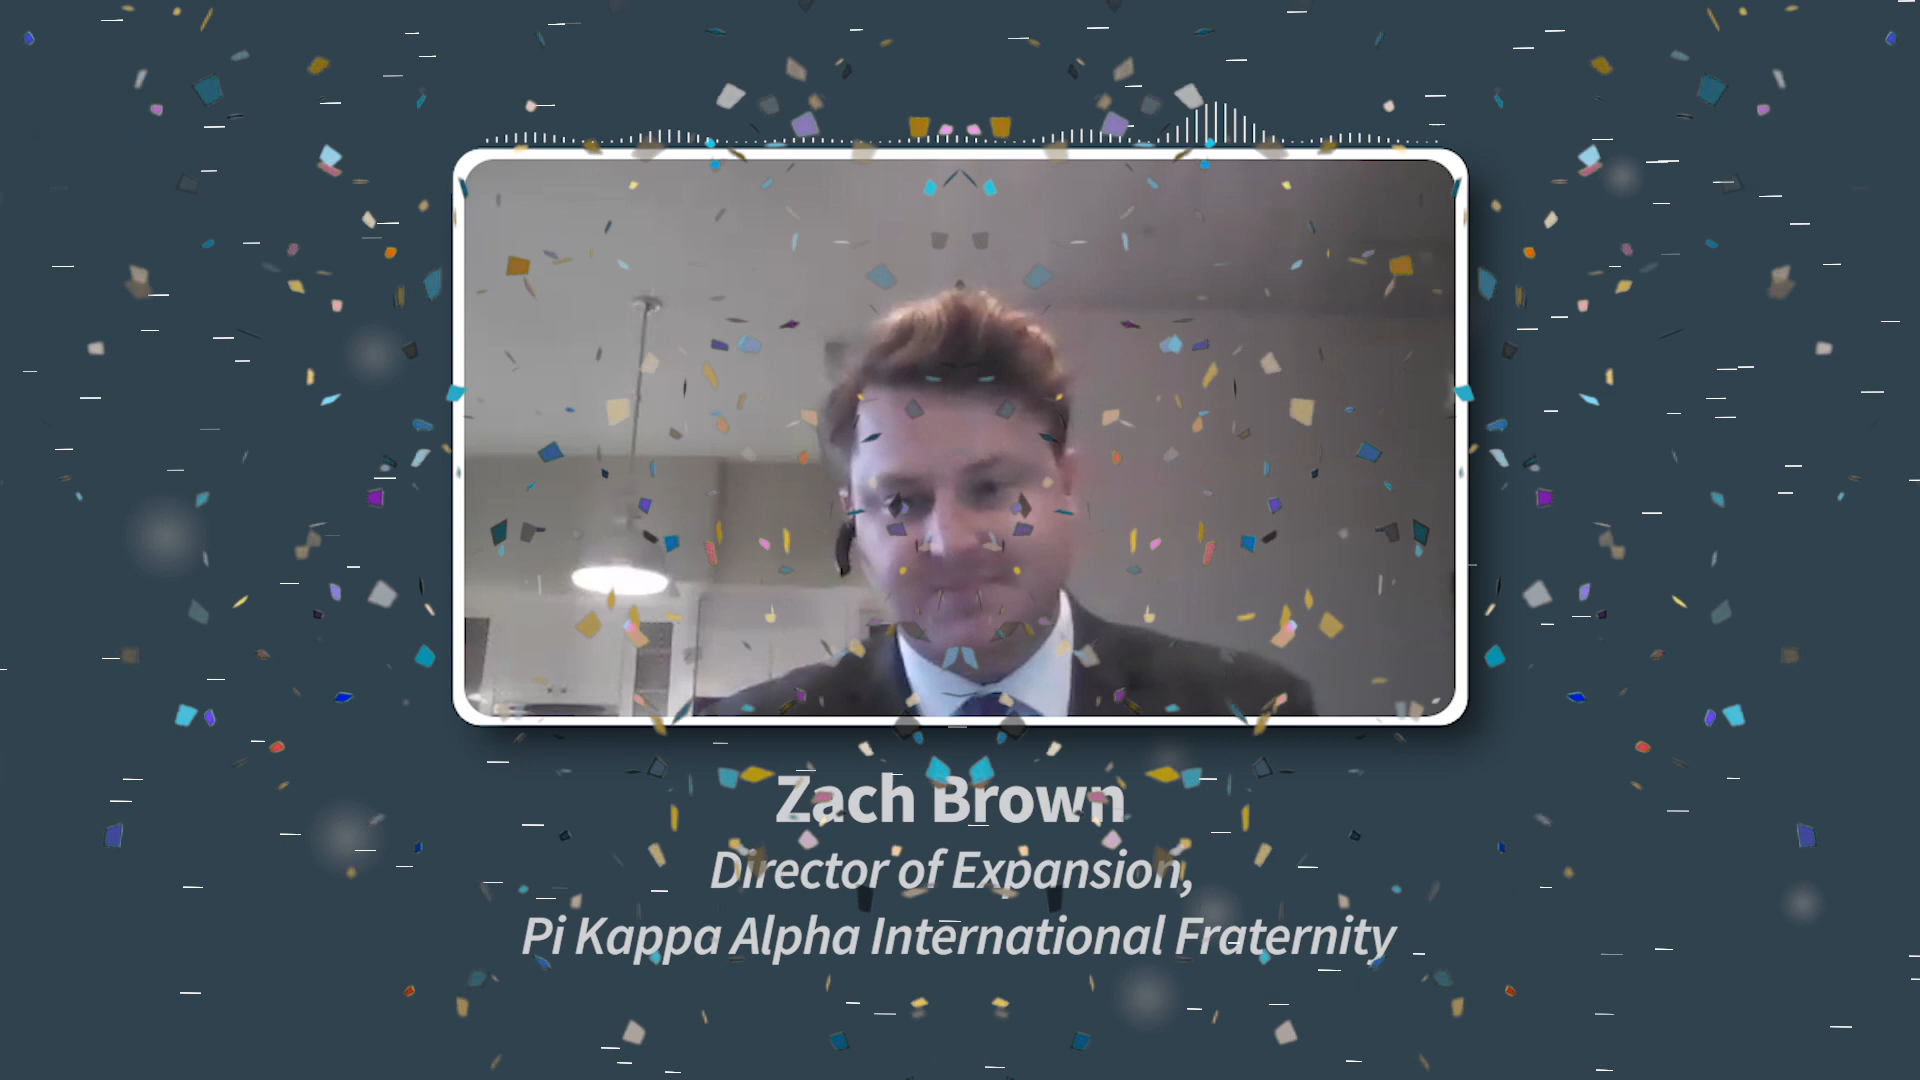 Zach Brown
Director of Expansion,
Pi Kappa Alpha International Fraternity